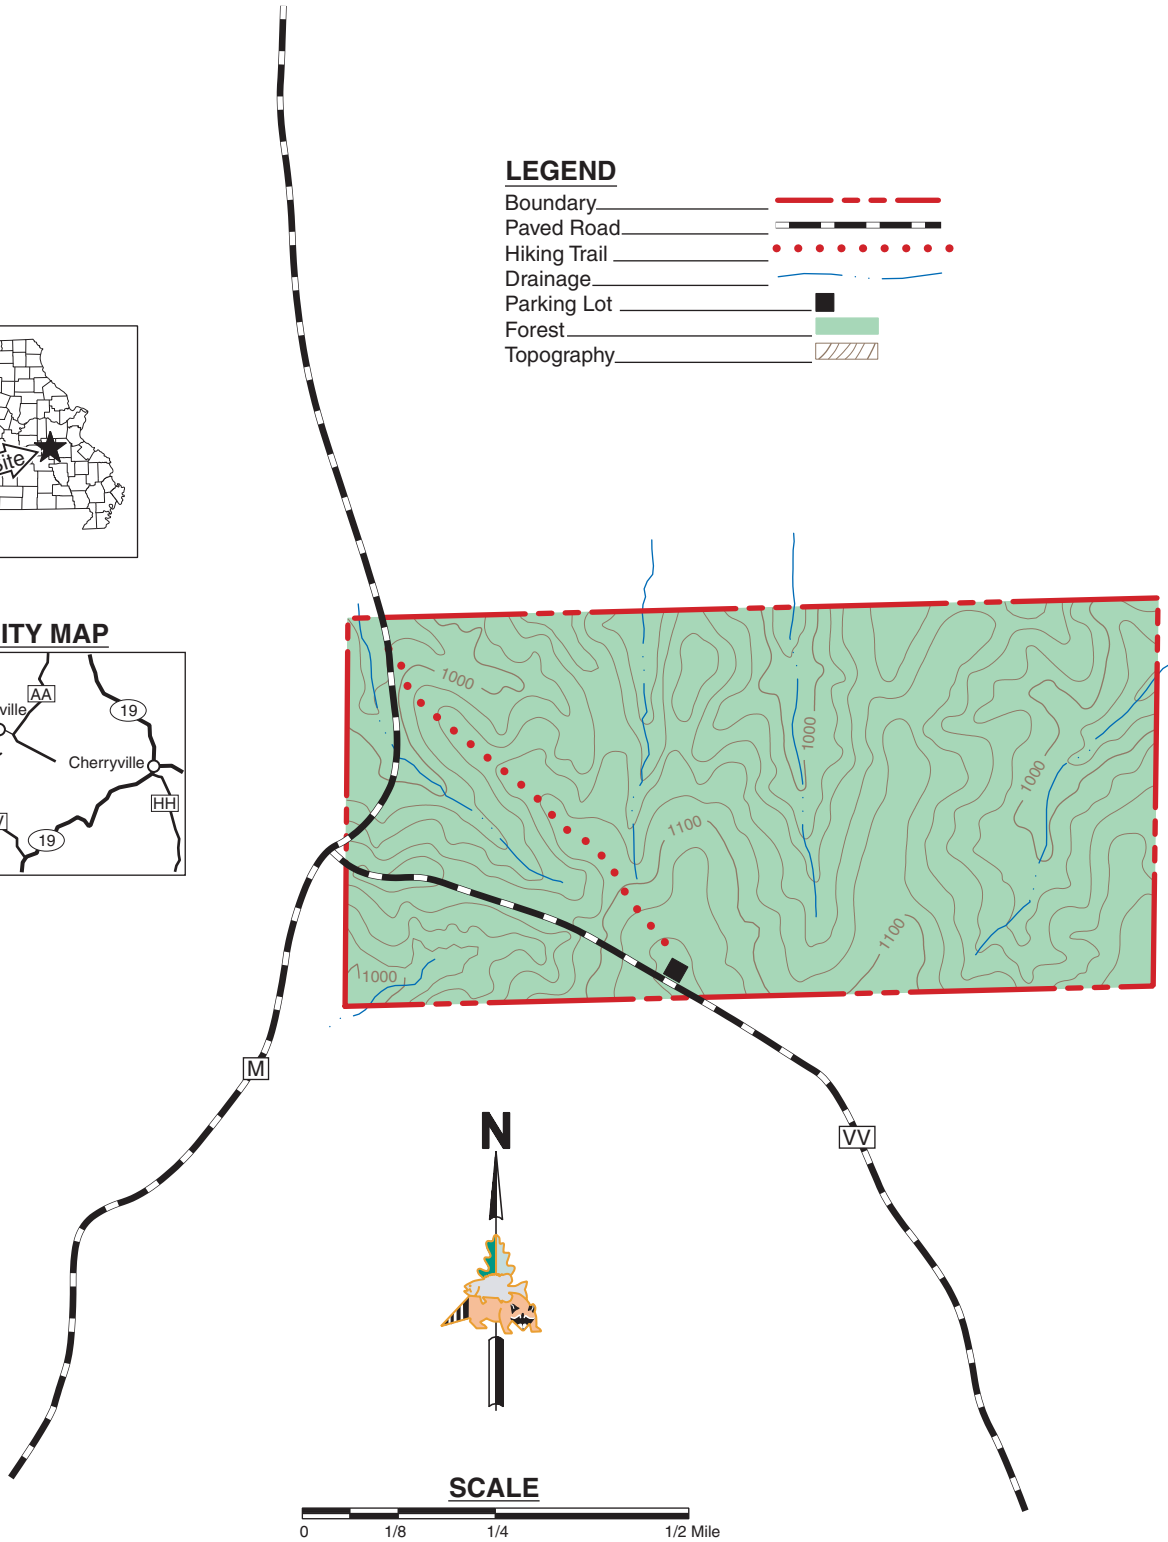 LEGEND
Boundary
Paved Road
Hiking Trail
Drainage
Parking Lot
Forest
Topography
ite
ITY MAP
AA
19
ville
Cherryville
HH
19
1000
1000
1000
1100
1100
1000
M
VV
N
SCALE
0 1/8 1/4 1/2 Mile